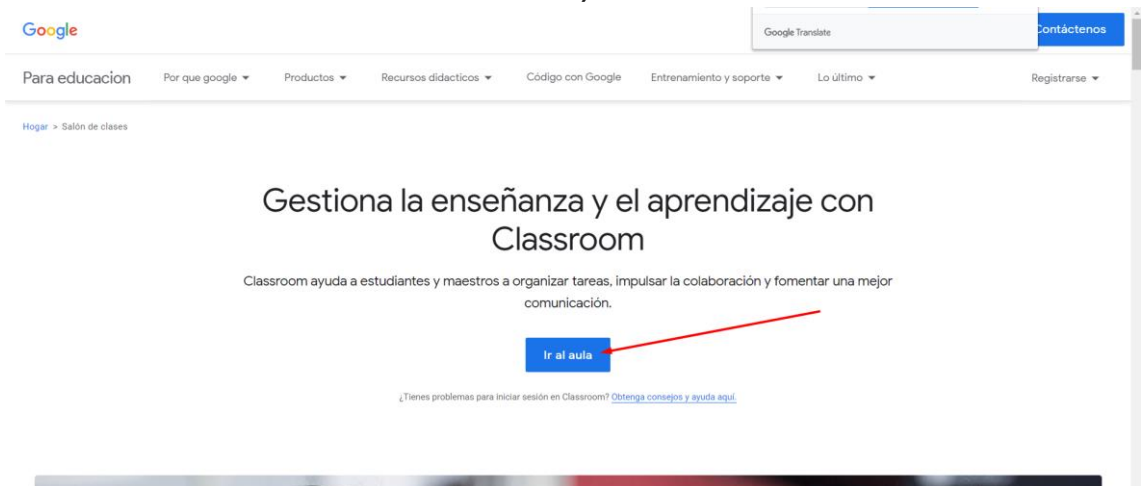 Google
Google Translate
Contáctenos
Para educacion Por que google Productos Recursos didacticos Código con Google Entrenamiento y soporte Lo último Registrarse
Hogar > Salón de clases
Gestiona la enseñanza y el aprendizaje con
Classroom
Classroom ayuda a estudiantes y maestros a organizar tareas, impulsar la colaboración y fomentar una mejor
comunicación.
Ir al aula
¿Tienes problemas para iniciar sesión en Classroom? Obtenga consejos y ayuda aquí.